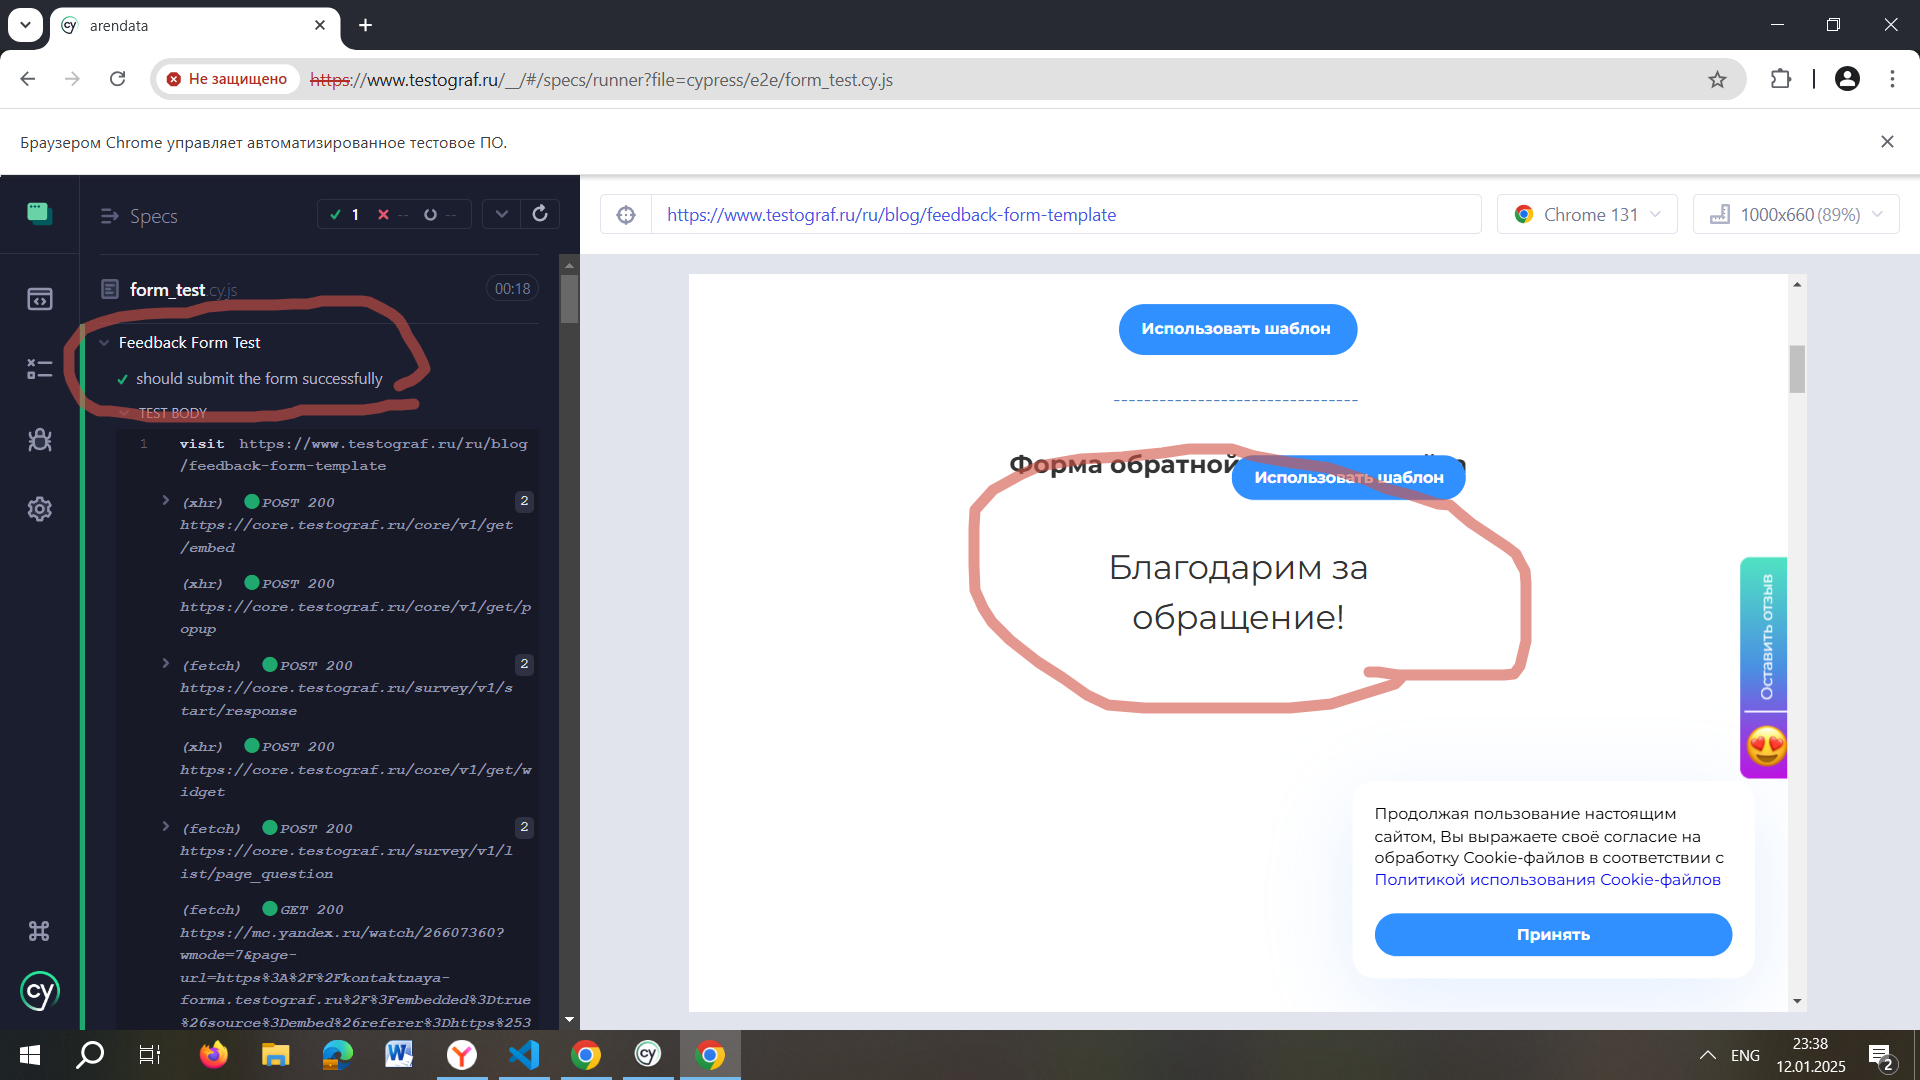 arendata
Не защищено https://www.testograf.ru/__/#/specs/runner?file=cypress/e2e/form_test.cy.js
Браузером Chrome управляет автоматизированное тестовое ПО.
Specs
1 -- --
https://www.testograf.ru/ru/blog/feedback-form-template
Chrome 131
1000x660 (89%)
form_test.cy.js
00:18
Feedback Form Test
should submit the form successfully
TEST BODY
1 visit https://www.testograf.ru/ru/blog
/feedback-form-template
(xhr) POST 200 2
https://core.testograf.ru/core/v1/get
/embed
(xhr) POST 200
https://core.testograf.ru/core/v1/get/p
opup
(fetch) POST 200 2
https://core.testograf.ru/survey/v1/s
tart/response
(xhr) POST 200
https://core.testograf.ru/core/v1/get/w
idget
(fetch) POST 200 2
https://core.testograf.ru/survey/v1/l
ist/page_question
(fetch) GET 200
https://mc.yandex.ru/watch/26607360?
wmode=7&page-
url=https%3A%2F%2Fkontaktnaya-
forma.testograf.ru%2F%3Fembedded%3Dtrue
%26source%3Dembed%26referer%3Dhttps%253
cy
Использовать шаблон
--------------------------------
Форма обратной
Использовать шаблон
Благодарим за
обращение!
Оставить отзыв
Продолжая пользование настоящим
сайтом, Вы выражаете своё согласие на
обработку Cookie-файлов в соответствии с
Политикой использования Cookie-файлов
Принять
ENG
23:38
12.01.2025
2